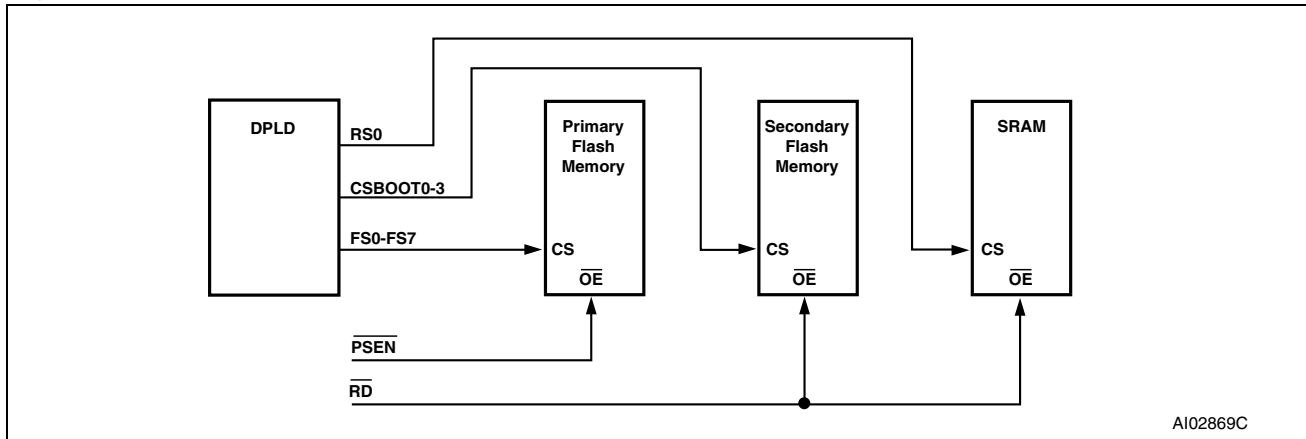 DPLD
RS0
CSBOOT0-3
FS0-FS7
Primary
Flash
Memory
CS
OE
Secondary
Flash
Memory
CS
OE
SRAM
CS
OE
PSEN
RD
AI02869C